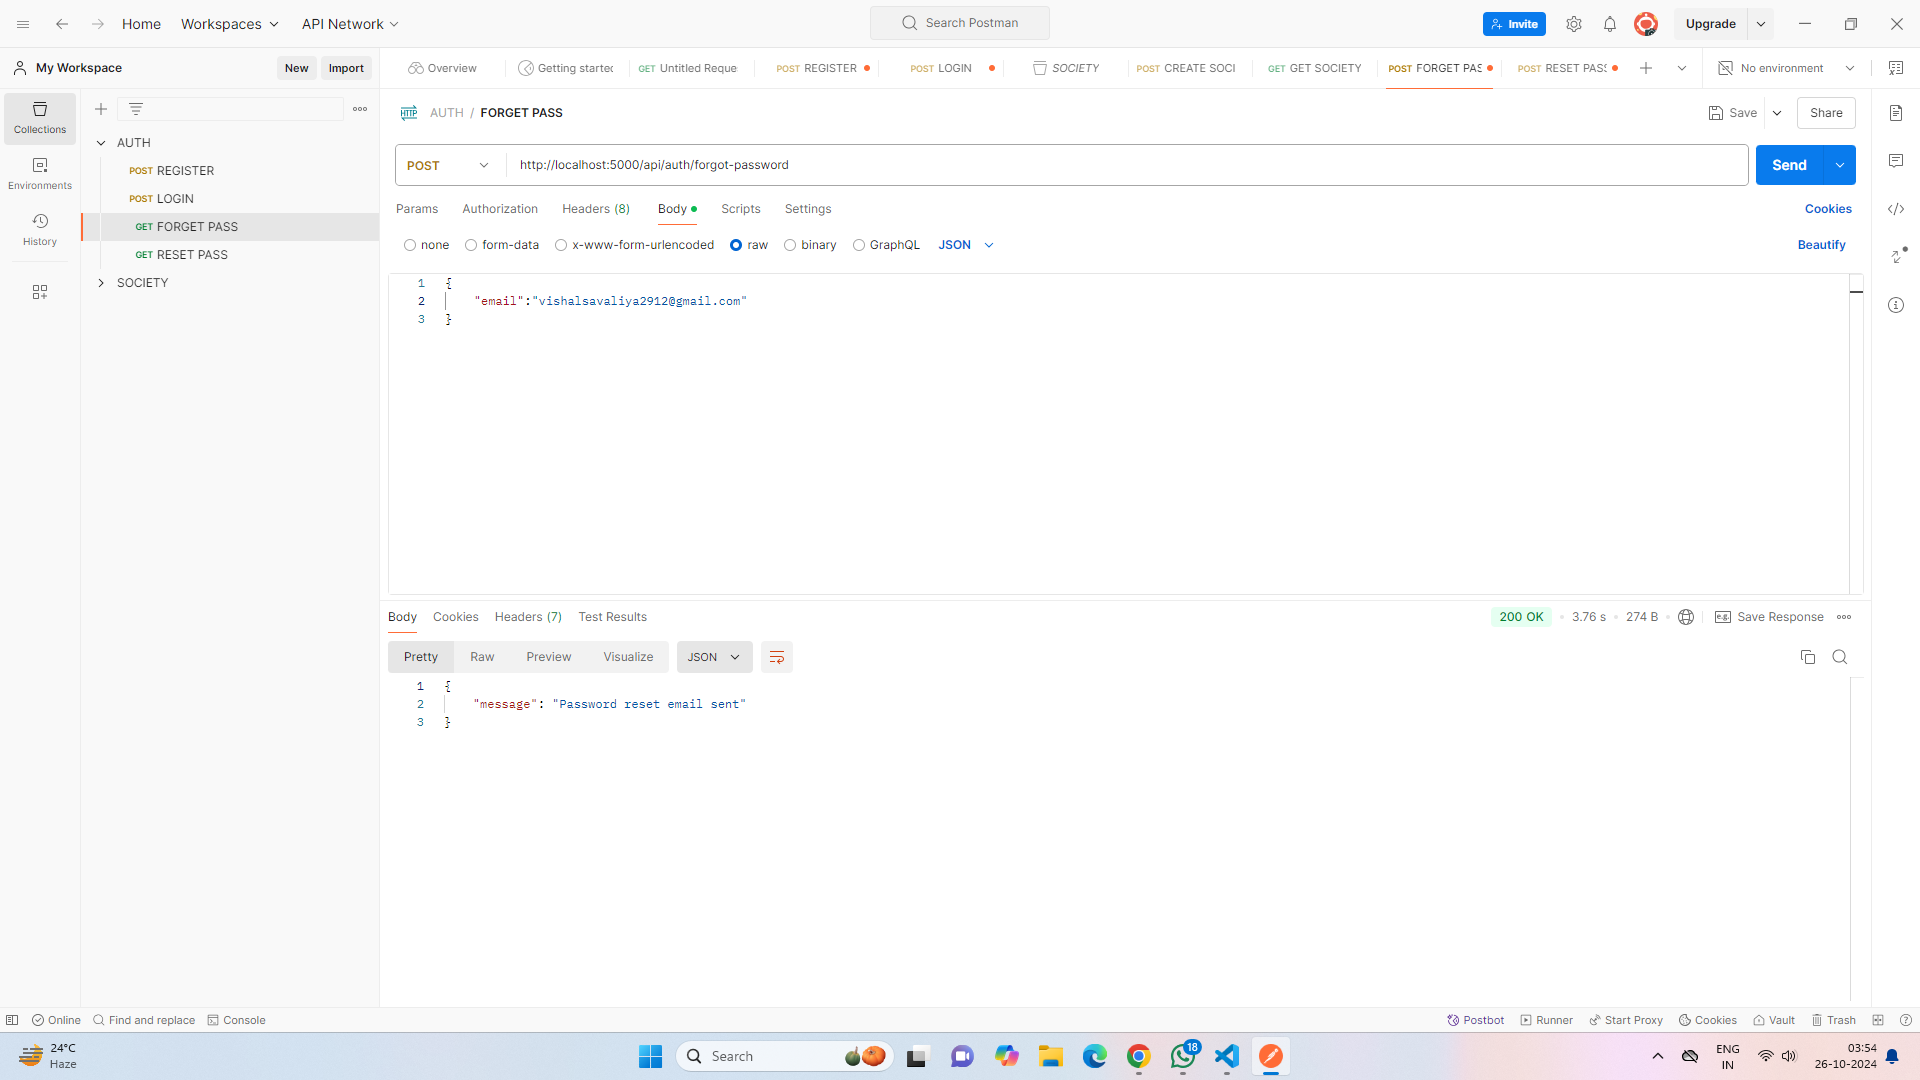 Home Workspaces API Network Search Postman Invite Upgrade
My Workspace New Import Overview Getting started GET Untitled Reque POST REGISTER POST LOGIN SOCIETY POST CREATE SOCI GET GET SOCIETY POST FORGET PAS POST RESET PASS No environment
Collections
Environments
History
AUTH
POST REGISTER
POST LOGIN
GET FORGET PASS
GET RESET PASS
SOCIETY
HTTP AUTH / FORGET PASS Save Share
POST http://localhost:5000/api/auth/forgot-password Send
Params Authorization Headers (8) Body Scripts Settings Cookies
none form-data x-www-form-urlencoded raw binary GraphQL JSON Beautify
1 {
2 "email":"vishalsavaliya2912@gmail.com"
3 }
Body Cookies Headers (7) Test Results 200 OK 3.76 s 274 B e.g. Save Response
Pretty Raw Preview Visualize JSON
1 {
2 "message": "Password reset email sent"
3 }
Online Find and replace Console Postbot Runner Start Proxy Cookies Vault Trash
24°C
Haze
Search
18
ENG
IN
03:54
26-10-2024